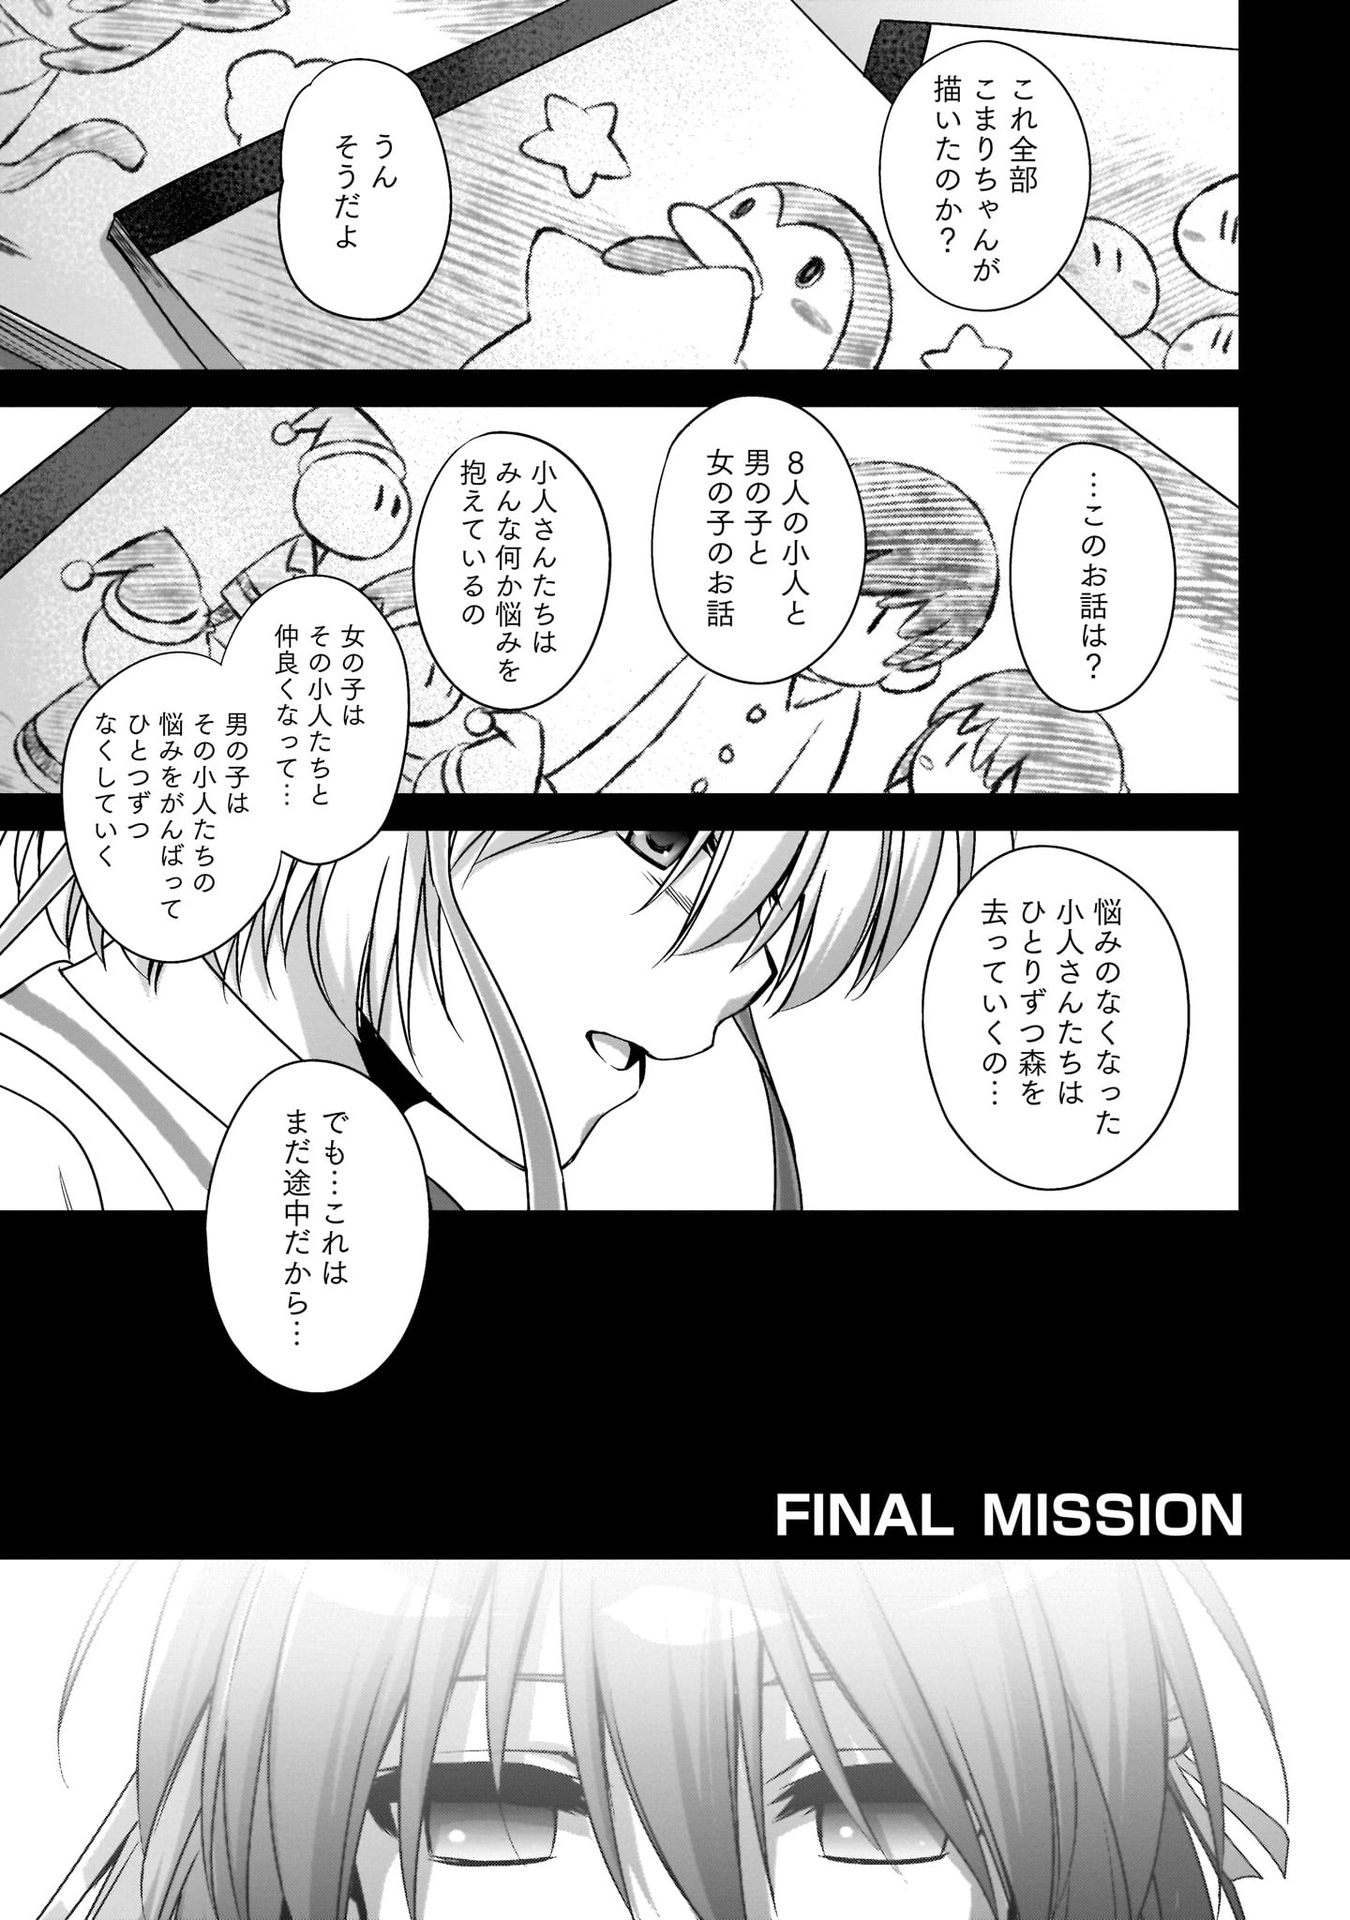 これ全部
こまりちゃんが
描いたのか？
うん
そうだよ
…このお話は？
8人の小人と
男の子と
女の子のお話
小人さんたちは
みんな何か悩みを
抱えているの
女の子は
その小人たちと
仲良くなって…
男の子は
その小人たちの
悩みをがんばって
ひとつずつ
なくしていく
悩みのなくなった
小人さんたちは
ひとりずつ森を
去っていくの…
でも…これは
まだ途中だから…
FINAL MISSION